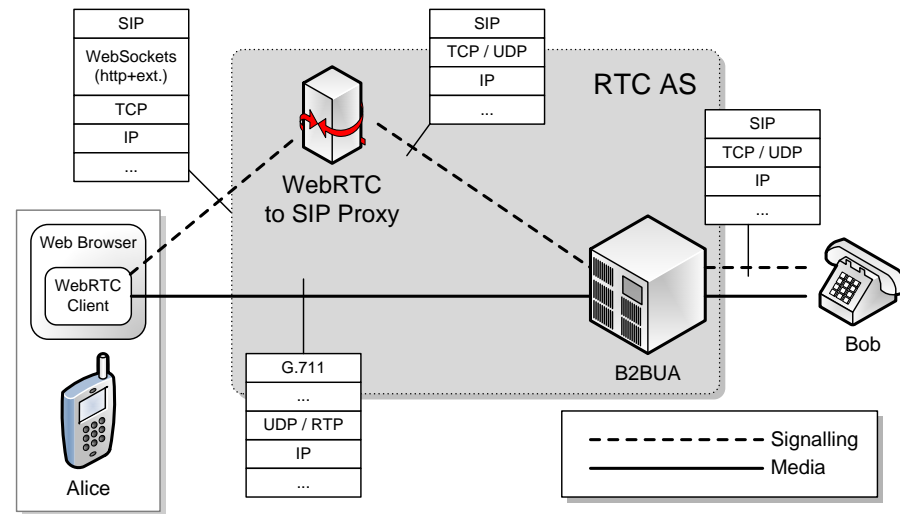 SIP
WebSockets
(http+ext.)
TCP
IP
...
SIP
TCP / UDP
IP
...
RTC AS
SIP
TCP / UDP
IP
...
WebRTC
to SIP Proxy
Web Browser
WebRTC
Client
Alice
G.711
...
UDP / RTP
IP
...
B2BUA
Bob
Signalling
Media